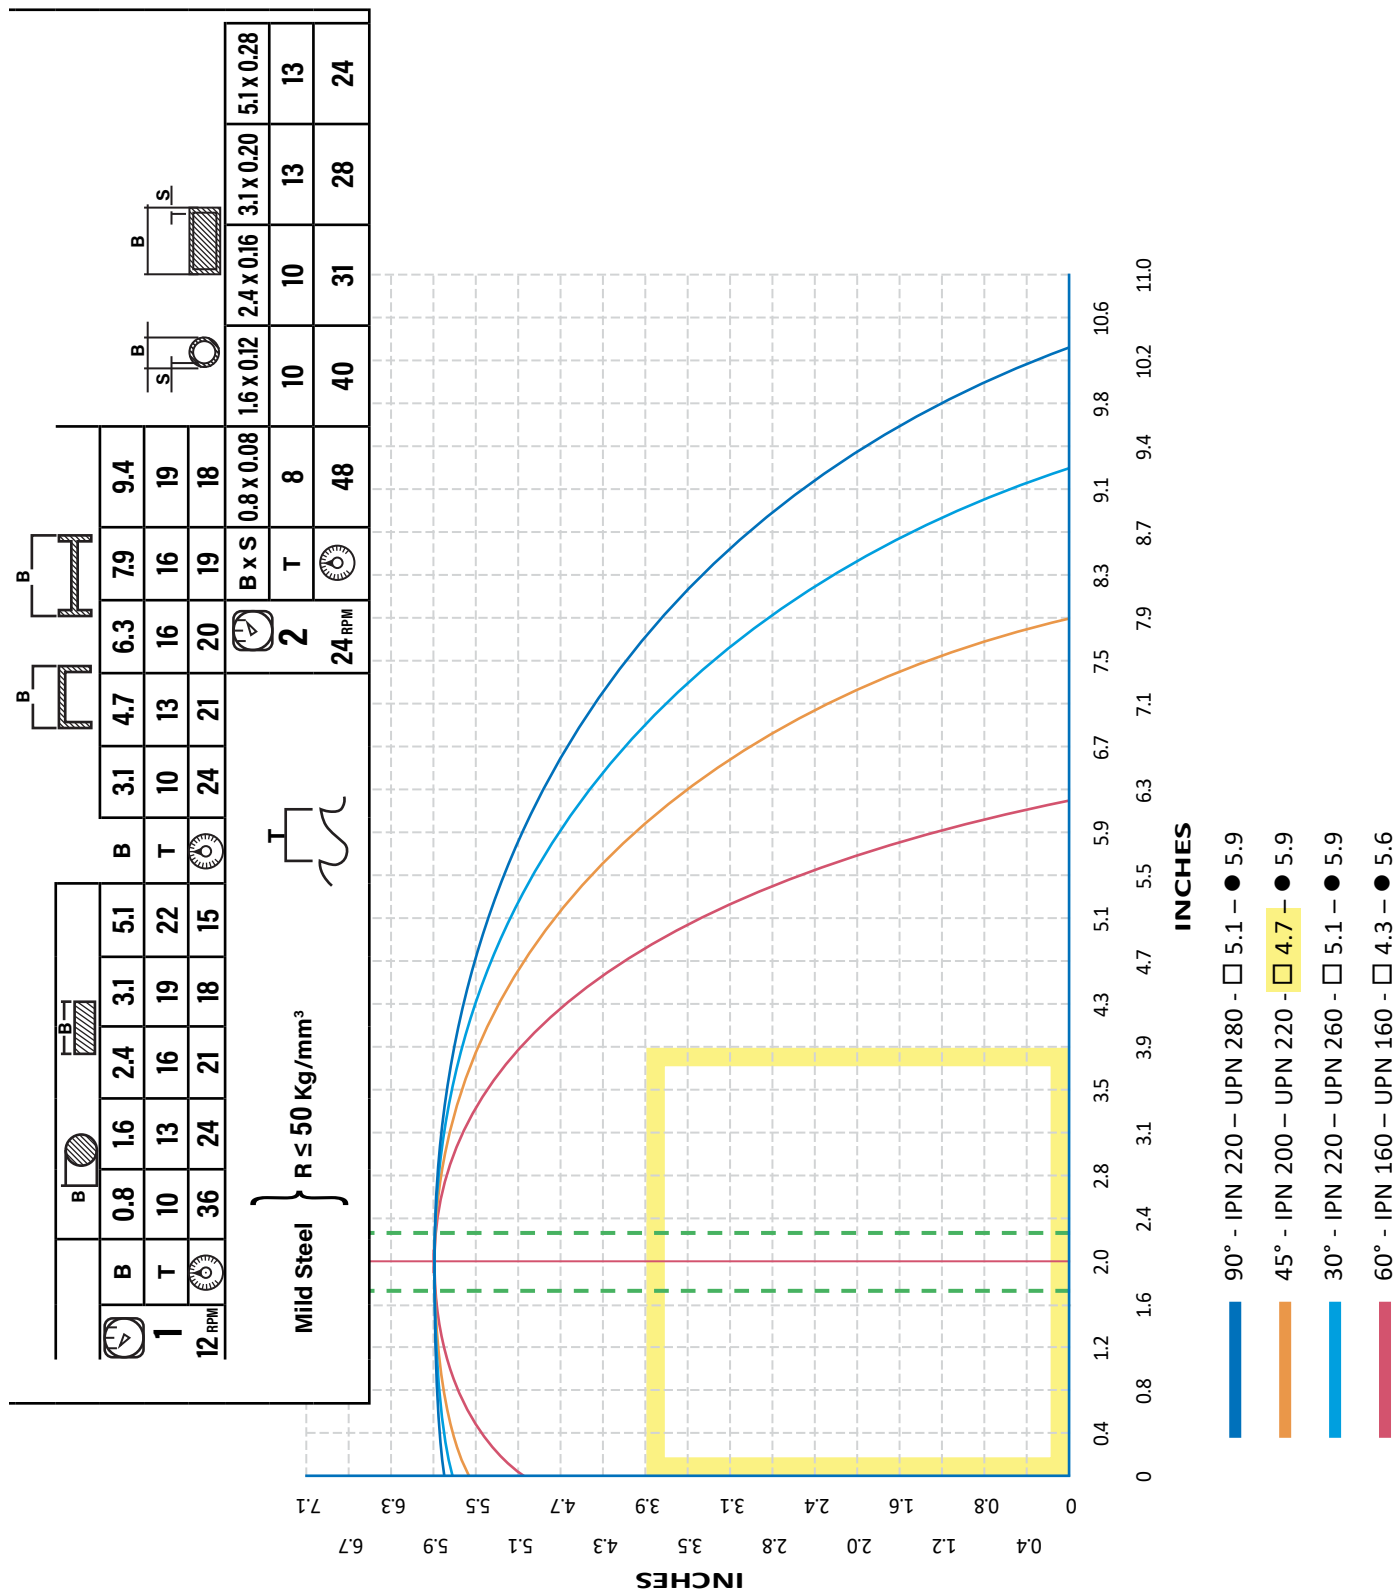 B
B
B
B
B
B
S
S
B 0.8 1.6 2.4 3.1 5.1
1 T 10 13 16 19 22
12 RPM 36 24 21 18 15
B 3.1 4.7 6.3 7.9 9.4
T 10 13 16 16 19
24 21 20 19 18
B x S 0.8 x 0.08 1.6 x 0.12 2.4 x 0.16 3.1 x 0.20 5.1 x 0.28
2 T 8 10 10 13 13
24 RPM 48 40 31 28 24
Mild Steel R ≤ 50 Kg/mm³
T
INCHES
7.1
6.7
6.3
5.9
5.5
5.1
4.7
4.3
3.9
3.5
3.1
2.8
2.4
2.0
1.6
1.2
0.8
0.4
0
0 0.4 0.8 1.2 1.6 2.0 2.4 2.8 3.1 3.5 3.9 4.3 4.7 5.1 5.5 5.9 6.3 6.7 7.1 7.5 7.9 8.3 8.7 9.1 9.4 9.8 10.2 10.6 11.0
INCHES
90° - IPN 220 – UPN 280 - □ 5.1 – ● 5.9
45° - IPN 200 – UPN 220 - □ 4.7 – ● 5.9
30° - IPN 220 – UPN 260 - □ 5.1 – ● 5.9
60° - IPN 160 – UPN 160 - □ 4.3 – ● 5.6